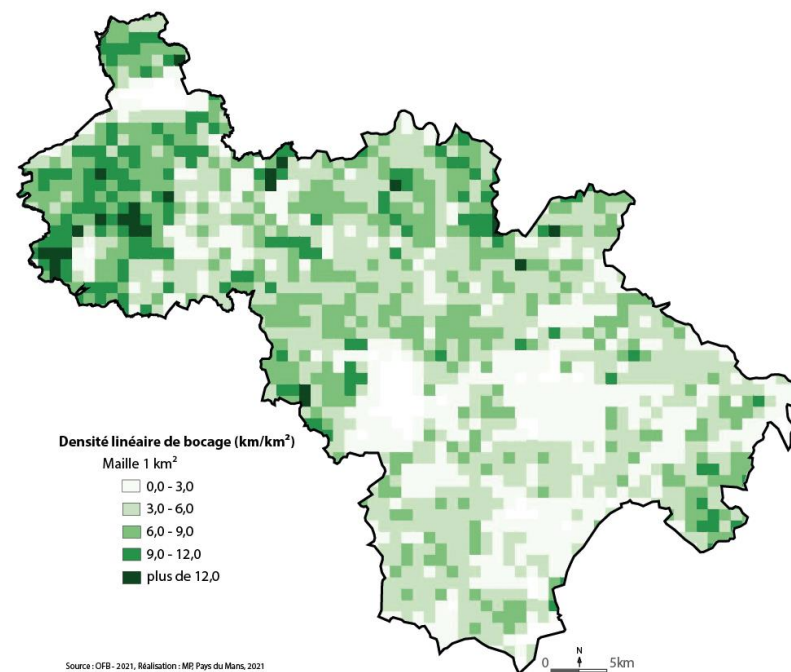 Densité linéaire de bocage (km/km²)
Maille 1 km²
0,0 - 3,0
3,0 - 6,0
6,0 - 9,0
9,0 - 12,0
plus de 12,0
Source : OFB - 2021, Réalisation : MP, Pays du Mans, 2021
N
0 5km